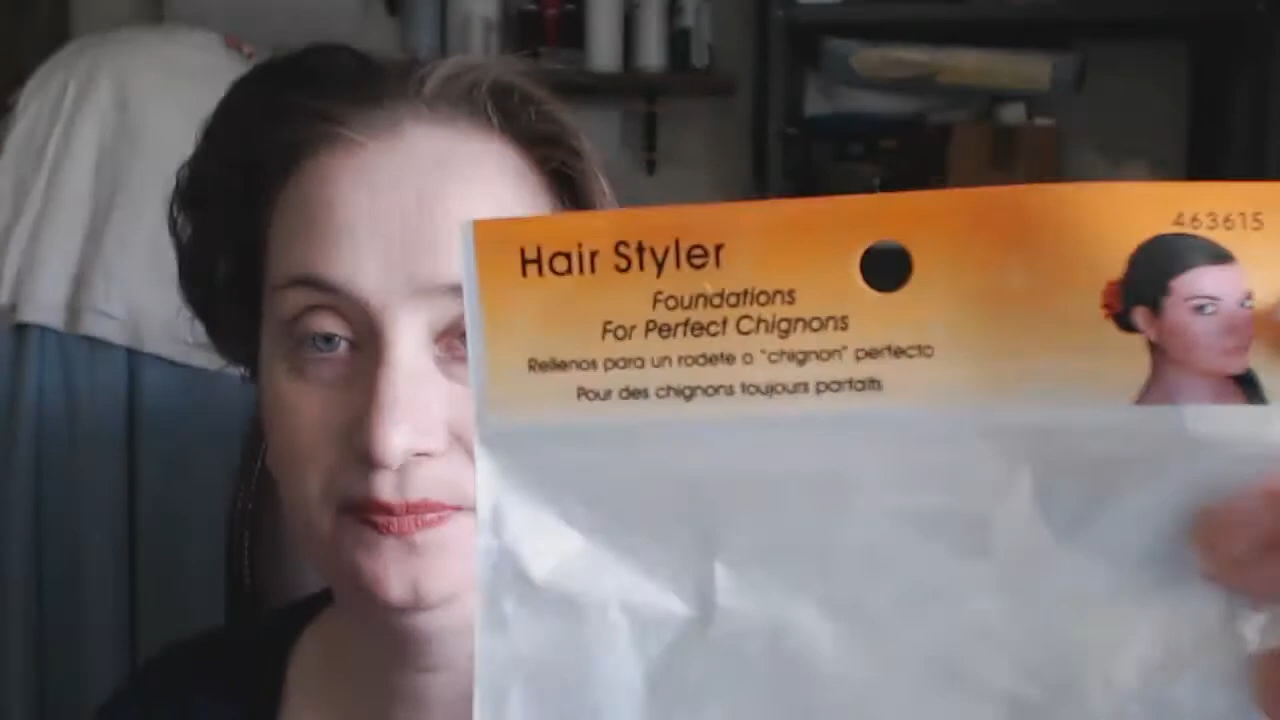 463615
Hair Styler
Foundations
For Perfect Chignons
Rellenos para un rodete o "chignon" perfecto
Pour des chignons toujours parfaits